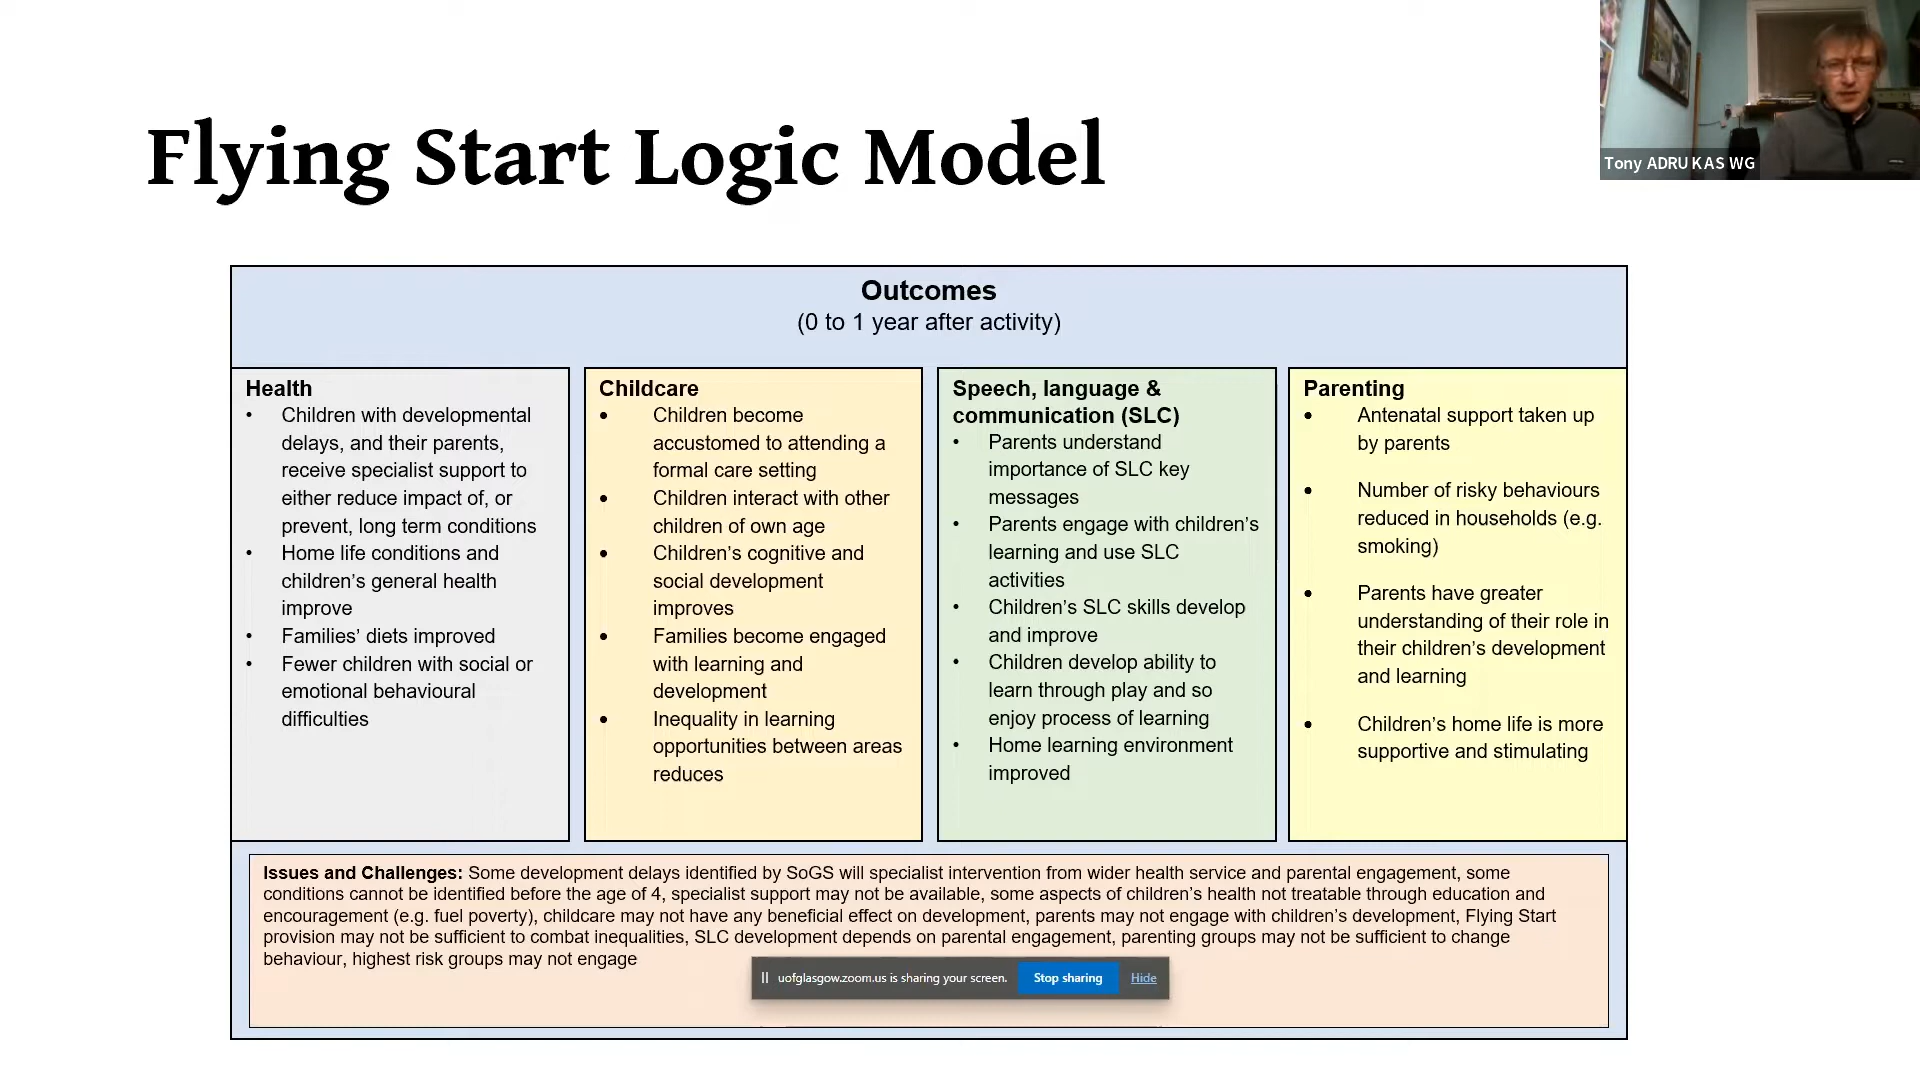 Flying Start Logic Model
Tony ADRU KAS WG
Outcomes
(0 to 1 year after activity)
Health
• Children with developmental
delays, and their parents,
receive specialist support to
either reduce impact of, or
prevent, long term conditions
• Home life conditions and
children’s general health
improve
• Families’ diets improved
• Fewer children with social or
emotional behavioural
difficulties
Childcare
• Children become
accustomed to attending a
formal care setting
• Children interact with other
children of own age
• Children’s cognitive and
social development
improves
• Families become engaged
with learning and
development
• Inequality in learning
opportunities between areas
reduces
Speech, language &
communication (SLC)
• Parents understand
importance of SLC key
messages
• Parents engage with children’s
learning and use SLC
activities
• Children’s SLC skills develop
and improve
• Children develop ability to
learn through play and so
enjoy process of learning
• Home learning environment
improved
Parenting
• Antenatal support taken up
by parents
• Number of risky behaviours
reduced in households (e.g.
smoking)
• Parents have greater
understanding of their role in
their children’s development
and learning
• Children’s home life is more
supportive and stimulating
Issues and Challenges: Some development delays identified by SoGS will specialist intervention from wider health service and parental engagement, some
conditions cannot be identified before the age of 4, specialist support may not be available, some aspects of children’s health not treatable through education and
encouragement (e.g. fuel poverty), childcare may not have any beneficial effect on development, parents may not engage with children’s development, Flying Start
provision may not be sufficient to combat inequalities, SLC development depends on parental engagement, parenting groups may not be sufficient to change
behaviour, highest risk groups may not engage
uofglasgow.zoom.us is sharing your screen. Stop sharing Hide